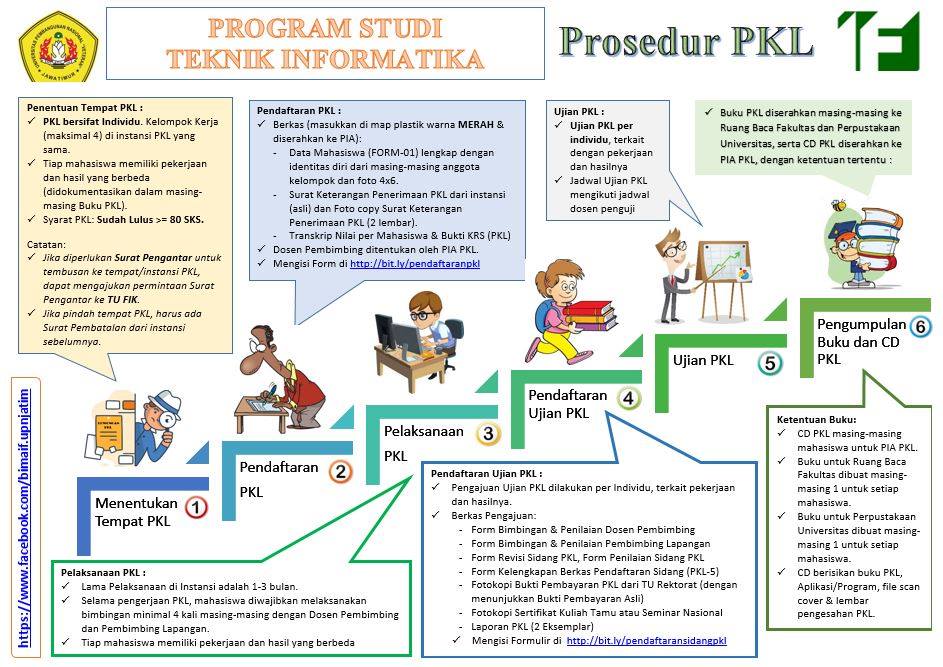 PROGRAM STUDI
TEKNIK INFORMATIKA
Prosedur PKL
TF
UNIVERSITAS PEMBANGUNAN NASIONAL "VETERAN"
JAWA TIMUR
Penentuan Tempat PKL :
✓ PKL bersifat Individu. Kelompok Kerja
(maksimal 4) di instansi PKL yang
sama.
✓ Tiap mahasiswa memiliki pekerjaan
dan hasil yang berbeda
(didokumentasikan dalam masing-
masing Buku PKL).
✓ Syarat PKL: Sudah Lulus >= 80 SKS.
Catatan:
✓ Jika diperlukan Surat Pengantar untuk
tembusan ke tempat/instansi PKL,
dapat mengajukan permintaan Surat
Pengantar ke TU FIK.
✓ Jika pindah tempat PKL, harus ada
Surat Pembatalan dari instansi
sebelumnya.
Pendaftaran PKL :
✓ Berkas (masukkan di map plastik warna MERAH &
diserahkan ke PIA):
- Data Mahasiswa (FORM-01) lengkap dengan
identitas diri dari masing-masing anggota
kelompok dan foto 4x6.
- Surat Keterangan Penerimaan PKL dari instansi
(asli) dan Foto copy Surat Keterangan
Penerimaan PKL (2 lembar).
- Transkrip Nilai per Mahasiswa & Bukti KRS (PKL)
✓ Dosen Pembimbing ditentukan oleh PIA PKL.
✓ Mengisi Form di http://bit.ly/pendaftaranpkl
Ujian PKL :
✓ Ujian PKL per
individu, terkait
dengan pekerjaan
dan hasilnya
✓ Jadwal Ujian PKL
mengikuti jadwal
dosen penguji
✓ Buku PKL diserahkan masing-masing ke
Ruang Baca Fakultas dan Perpustakaan
Universitas, serta CD PKL diserahkan ke
PIA PKL, dengan ketentuan tertentu :
Menentukan
Tempat PKL
1
Pendaftaran
PKL
2
Pelaksanaan
PKL
3
Pendaftaran
Ujian PKL
4
Ujian PKL
5
Pengumpulan
Buku dan CD
PKL
6
https://www.facebook.com/bimaif.upnjatim
Pelaksanaan PKL :
✓ Lama Pelaksanaan di Instansi adalah 1-3 bulan.
✓ Selama pengerjaan PKL, mahasiswa diwajibkan melaksanakan
bimbingan minimal 4 kali masing-masing dengan Dosen Pembimbing
dan Pembimbing Lapangan.
✓ Tiap mahasiswa memiliki pekerjaan dan hasil yang berbeda
Pendaftaran Ujian PKL :
✓ Pengajuan Ujian PKL dilakukan per Individu, terkait pekerjaan
dan hasilnya.
✓ Berkas Pengajuan:
- Form Bimbingan & Penilaian Dosen Pembimbing
- Form Bimbingan & Penilaian Pembimbing Lapangan
- Form Revisi Sidang PKL, Form Penilaian Sidang PKL
- Form Kelengkapan Berkas Pendaftaran Sidang (PKL-5)
- Fotokopi Bukti Pembayaran PKL dari TU Rektorat (dengan
menunjukkan Bukti Pembayaran Asli)
- Fotokopi Sertifikat Kuliah Tamu atau Seminar Nasional
- Laporan PKL (2 Eksemplar)
✓ Mengisi Formulir di http://bit.ly/pendaftaransidangpkl
Ketentuan Buku:
✓ CD PKL masing-masing
mahasiswa untuk PIA PKL.
✓ Buku untuk Ruang Baca
Fakultas dibuat masing-
masing 1 untuk setiap
mahasiswa.
✓ Buku untuk Perpustakaan
Universitas dibuat masing-
masing 1 untuk setiap
mahasiswa.
✓ CD berisikan buku PKL,
Aplikasi/Program, file scan
cover & lembar
pengesahan PKL.